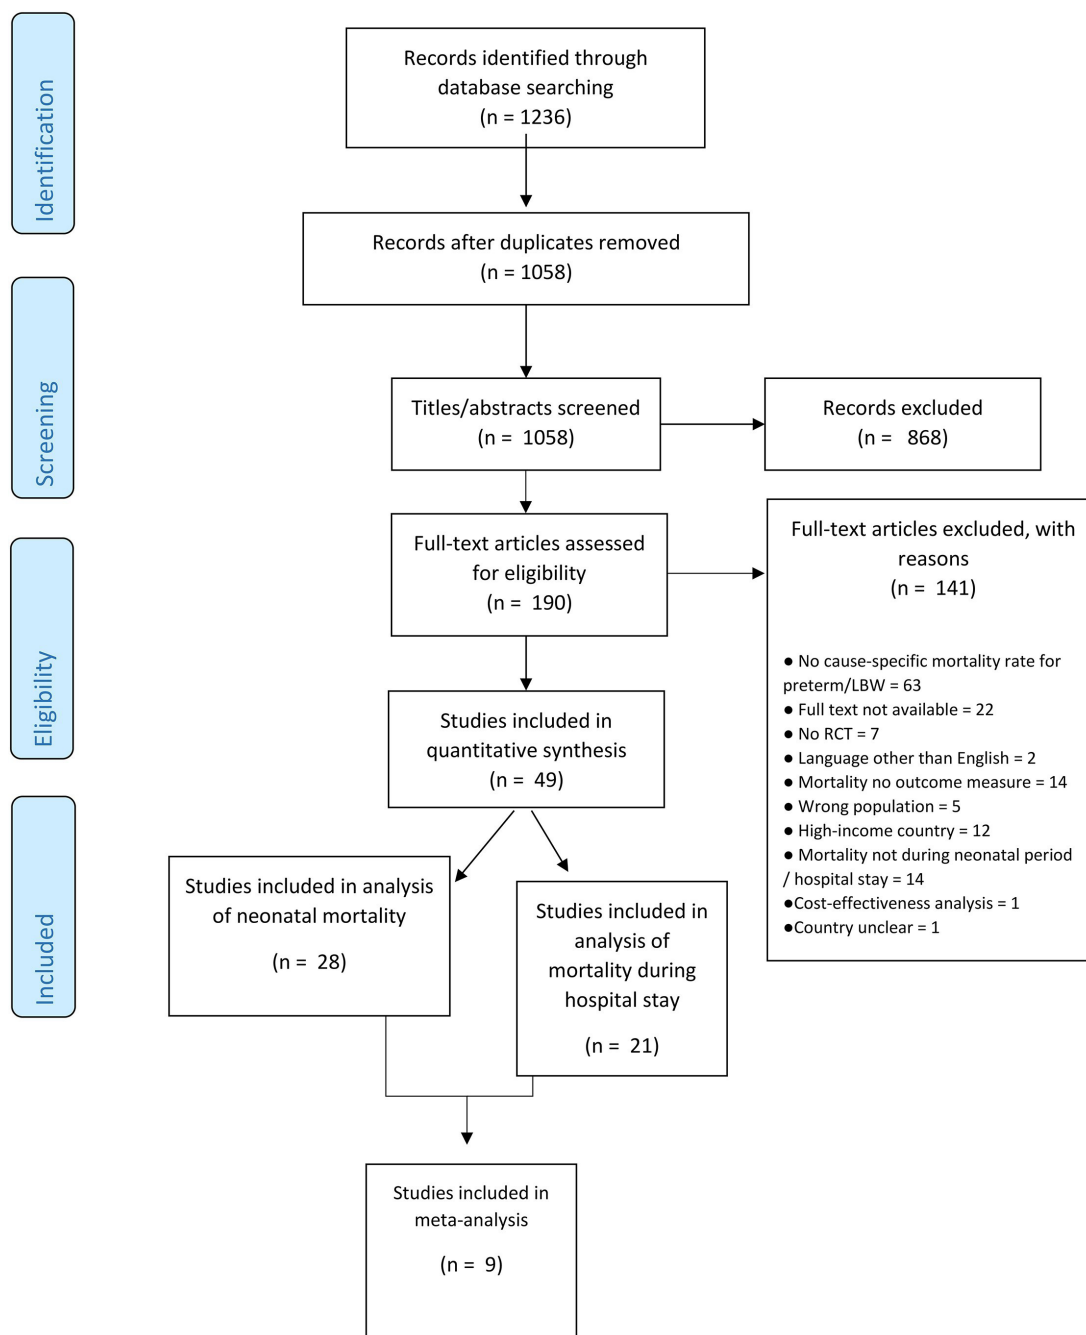 Identification
Records identified through
database searching
(n = 1236)
Records after duplicates removed
(n = 1058)
Screening
Titles/abstracts screened
(n = 1058)
Records excluded
(n = 868)
Eligibility
Full-text articles assessed
for eligibility
(n = 190)
Full-text articles excluded, with
reasons
(n = 141)
● No cause-specific mortality rate for
preterm/LBW = 63
● Full text not available = 22
● No RCT = 7
● Language other than English = 2
● Mortality no outcome measure = 14
● Wrong population = 5
● High-income country = 12
● Mortality not during neonatal period
/ hospital stay = 14
●Cost-effectiveness analysis = 1
●Country unclear = 1
Studies included in
quantitative synthesis
(n = 49)
Included
Studies included in analysis
of neonatal mortality
(n = 28)
Studies included in
analysis of
mortality during
hospital stay
(n = 21)
Studies included in
meta-analysis
(n = 9)